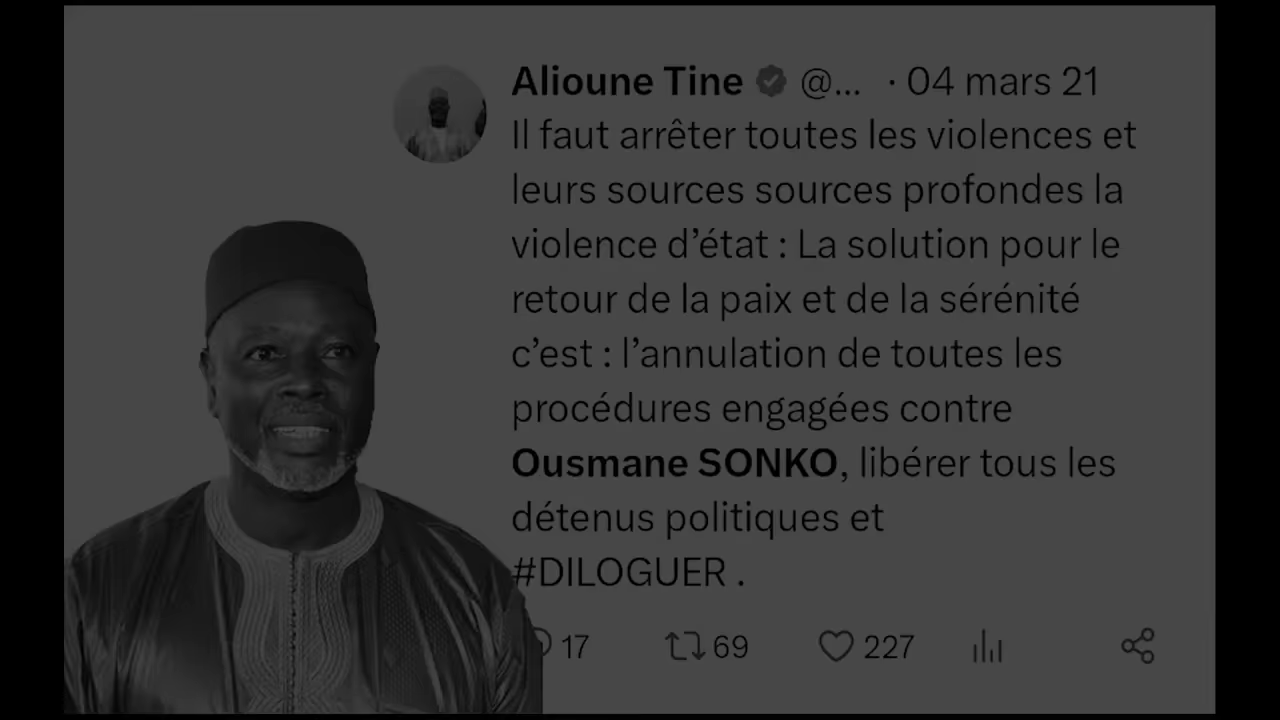 Alioune Tine @... · 04 mars 21
Il faut arrêter toutes les violences et
leurs sources sources profondes la
violence d’état : La solution pour le
retour de la paix et de la sérénité
c’est : l’annulation de toutes les
procédures engagées contre
Ousmane SONKO, libérer tous les
détenus politiques et
#DILOGUER .
17 69 227